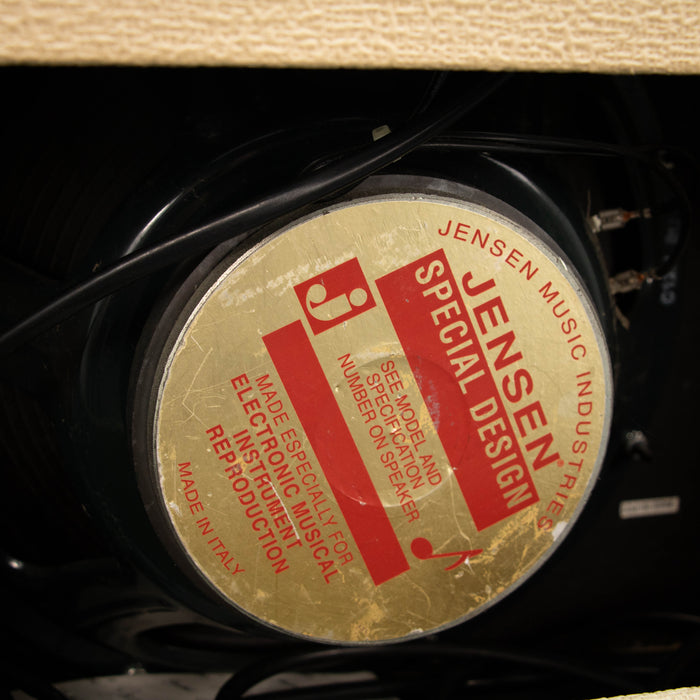 JENSEN MUSIC INDUSTRIES
j
JENSEN®
SPECIAL DESIGN
SEE MODEL AND
SPECIFICATION
NUMBER ON SPEAKER
MADE ESPECIALLY FOR
ELECTRONIC MUSICAL
INSTRUMENT
REPRODUCTION
MADE IN ITALY